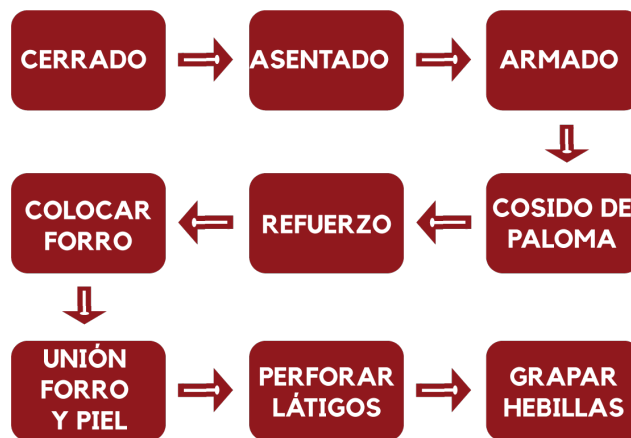 CERRADO
ASENTADO
ARMADO
COSIDO DE
PALOMA
REFUERZO
COLOCAR
FORRO
UNIÓN
FORRO
Y PIEL
PERFORAR
LÁTIGOS
GRAPAR
HEBILLAS